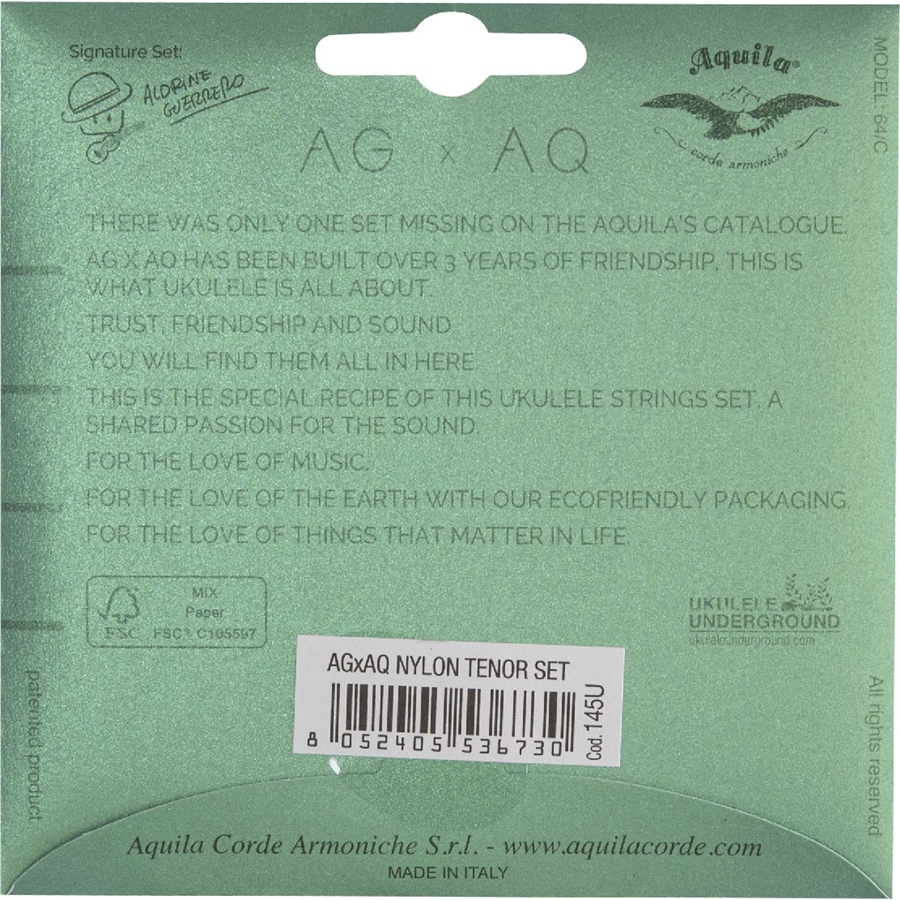 Signature Set:
ALDRINE
GUERRERO
Aquila®
corde armoniche
MODEL: 64/C
AG x AQ
THERE WAS ONLY ONE SET MISSING ON THE AQUILA'S CATALOGUE.
AG X AQ HAS BEEN BUILT OVER 3 YEARS OF FRIENDSHIP, THIS IS
WHAT UKULELE IS ALL ABOUT.
TRUST, FRIENDSHIP AND SOUND
YOU WILL FIND THEM ALL IN HERE.
THIS IS THE SPECIAL RECIPE OF THIS UKULELE STRINGS SET, A
SHARED PASSION FOR THE SOUND.
FOR THE LOVE OF MUSIC.
FOR THE LOVE OF THE EARTH WITH OUR ECOFRIENDLY PACKAGING.
FOR THE LOVE OF THINGS THAT MATTER IN LIFE.
FSC
MIX
Paper
FSC® C105597
UKULELE
UNDERGROUND
ukuleleunderground.com
AGxAQ NYLON TENOR SET
8 052405 536730
Cod. 145U
patented product
All rights reserved
Aquila Corde Armoniche S.r.l. - www.aquilacorde.com
MADE IN ITALY